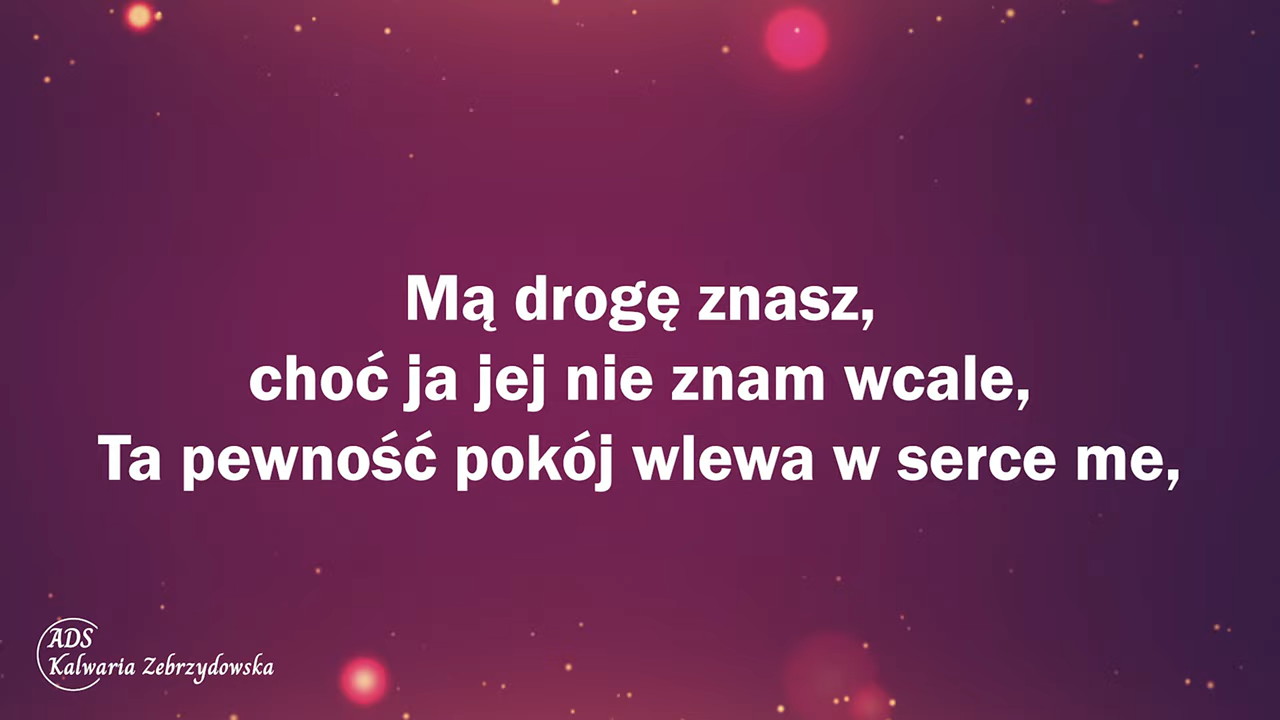 Mą drogę znasz,
choć ja jej nie znam wcale,
Ta pewność pokój wlewa w serce me,
ADS
Kalwaria Zebrzydowska